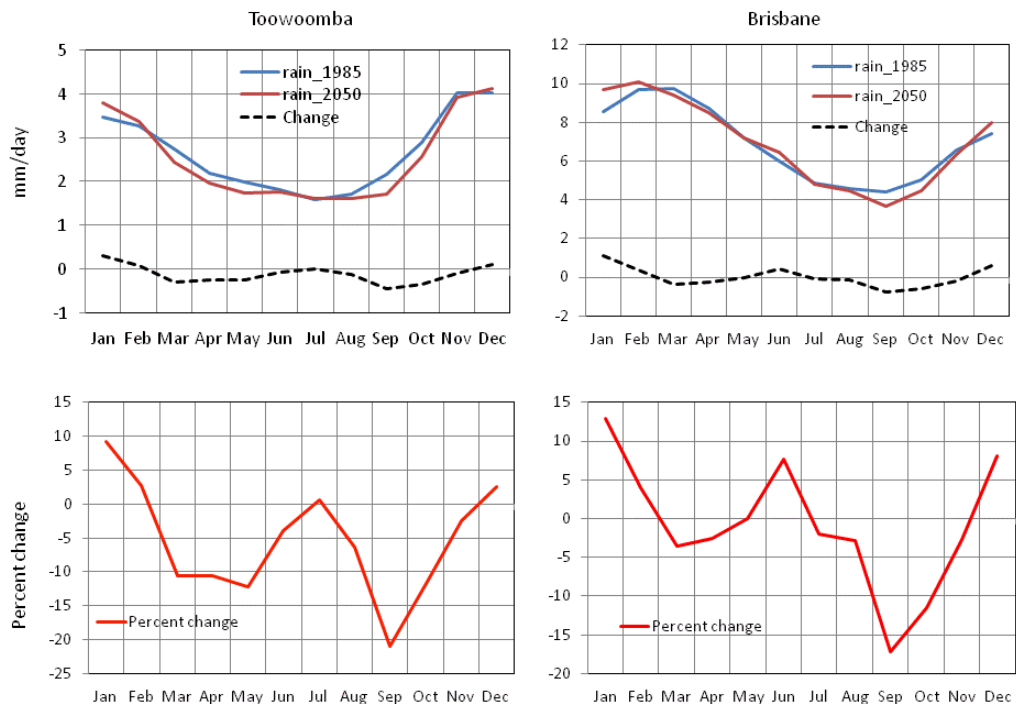 Toowoomba
mm/day
5
4
3
2
1
0
-1
rain_1985
rain_2050
Change
Jan Feb Mar Apr May Jun Jul Aug Sep Oct Nov Dec
Brisbane
12
10
8
6
4
2
0
-2
rain_1985
rain_2050
Change
Jan Feb Mar Apr May Jun Jul Aug Sep Oct Nov Dec
Percent change
15
10
5
0
-5
-10
-15
-20
-25
Percent change
Jan Feb Mar Apr May Jun Jul Aug Sep Oct Nov Dec
15
10
5
0
-5
-10
-15
-20
Percent change
Jan Feb Mar Apr May Jun Jul Aug Sep Oct Nov Dec